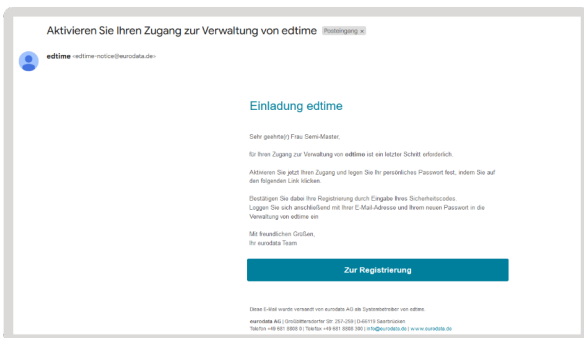 Aktivieren Sie Ihren Zugang zur Verwaltung von edtime Posteingang x
edtime <edtime-notice@eurodata.de>
Einladung edtime
Sehr geehrte(r) Frau Semi-Master,
für Ihren Zugang zur Verwaltung von edtime ist ein letzter Schritt erforderlich.
Aktivieren Sie jetzt Ihren Zugang und legen Sie Ihr persönliches Passwort fest, indem Sie auf
den folgenden Link klicken.
Bestätigen Sie dabei Ihre Registrierung durch Eingabe Ihres Sicherheitscodes.
Loggen Sie sich anschließend mit Ihrer E-Mail-Adresse und Ihrem neuen Passwort in die
Verwaltung von edtime ein
Mit freundlichen Grüßen,
Ihr eurodata Team
Zur Registrierung
Diese E-Mail wurde versandt von eurodata AG als Systembetreiber von edtime.
eurodata AG | Großblittersdorfer Str. 257-259 | D-66119 Saarbrücken
Telefon +49 681 8808 0 | Telefax +49 681 8808 300 | info@eurodata.de | www.eurodata.de